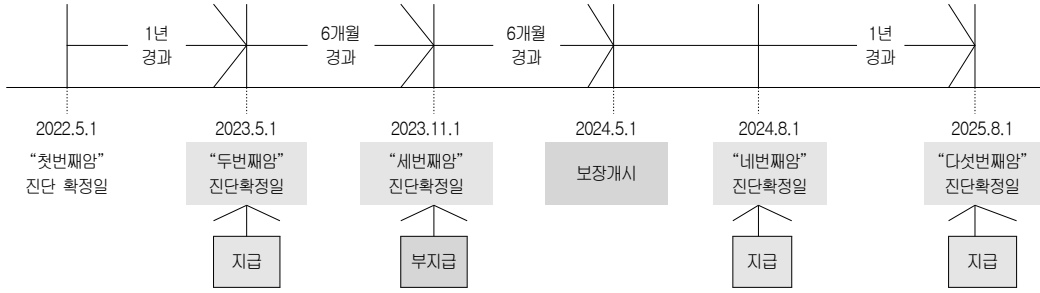 1년
경과
6개월
경과
6개월
경과
1년
경과
2022.5.1
2023.5.1
2023.11.1
2024.5.1
2024.8.1
2025.8.1
“첫번째암”
진단 확정일
“두번째암”
진단확정일
“세번째암”
진단확정일
보장개시
“네번째암”
진단확정일
“다섯번째암”
진단확정일
지급
부지급
지급
지급